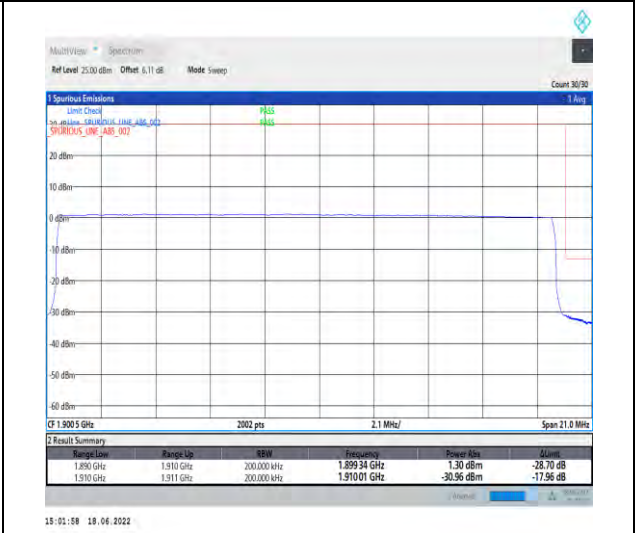 MultiView Spectrum
Ref Level 25.00 dBm Offset 6.11 dB Mode Sweep
Count 30/30
1 Spurious Emissions 1 Avg
Limit Check PASS
Line SPURIOUS_LINE_ABS_002 PASS
SPURIOUS_LINE_ABS_002
20 dBm
10 dBm
0 dBm
-10 dBm
-20 dBm
-30 dBm
-40 dBm
-50 dBm
-60 dBm
CF 1.900 5 GHz 2002 pts 2.1 MHz/ Span 21.0 MHz
2 Result Summary
Range Low Range Up RBW Frequency Power Abs ΔLimit
1.890 GHz 1.910 GHz 200.000 kHz 1.899 34 GHz 1.30 dBm -28.70 dB
1.910 GHz 1.911 GHz 200.000 kHz 1.910 01 GHz -30.96 dBm -17.96 dB
15:01:58 18.06.2022